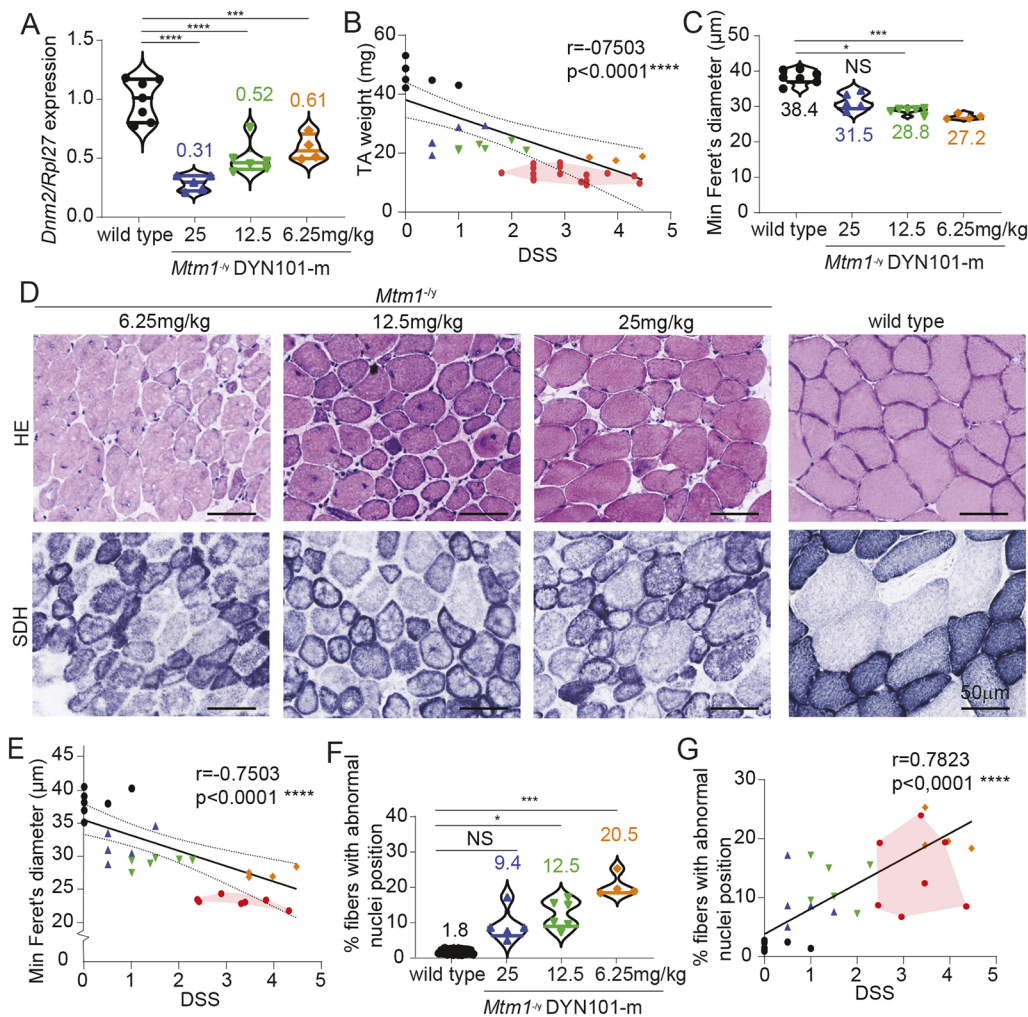 A
Dnm2/Rpl27 expression
1.5
1.0
0.5
0.0
***
****
****
0.31
0.52
0.61
wild type
25
12.5
6.25mg/kg
Mtm1-/y DYN101-m
B
TA weight (mg)
60
40
20
0
r=-07503
p<0.0001****
0 1 2 3 4 5
DSS
C
Min Feret's diameter (µm)
50
40
30
20
10
0
***
*
NS
38.4
31.5
28.8
27.2
wild type
25
12.5
6.25mg/kg
Mtm1-/y DYN101-m
D
Mtm1-/y
6.25mg/kg
12.5mg/kg
25mg/kg
wild type
HE
SDH
50µm
E
Min Feret's diameter (µm)
45
40
35
30
25
20
0
r=-0.7503
p<0.0001 ****
0 1 2 3 4 5
DSS
F
% fibers with abnormal
nuclei position
40
30
20
10
0
***
*
NS
1.8
9.4
12.5
20.5
wild type
25
12.5
6.25mg/kg
Mtm1-/y DYN101-m
G
% fibers with abnormal
nuclei position
30
20
10
0
r=0.7823
p<0,0001 ****
0 1 2 3 4 5
DSS